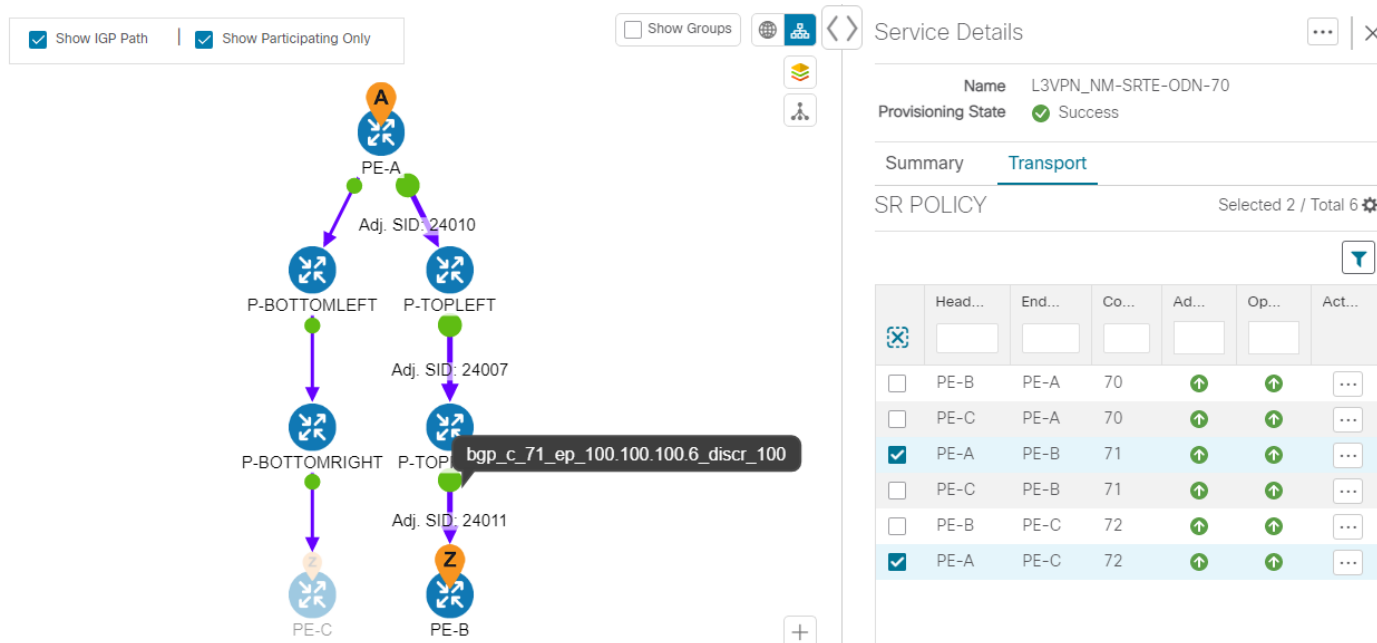 Show IGP Path | Show Participating Only
Show Groups
A
PE-A
Adj. SID: 24010
P-BOTTOMLEFT P-TOPLEFT
Adj. SID: 24007
P-BOTTOMRIGHT
bgp_c_71_ep_100.100.100.6_discr_100
Adj. SID: 24011
Z Z
PE-C PE-B
Service Details
Name L3VPN_NM-SRTE-ODN-70
Provisioning State Success
Summary Transport
SR POLICY Selected 2 / Total 6
Head... End... Co... Ad... Op... Act...
PE-B PE-A 70
PE-C PE-A 70
PE-A PE-B 71
PE-C PE-B 71
PE-B PE-C 72
PE-A PE-C 72